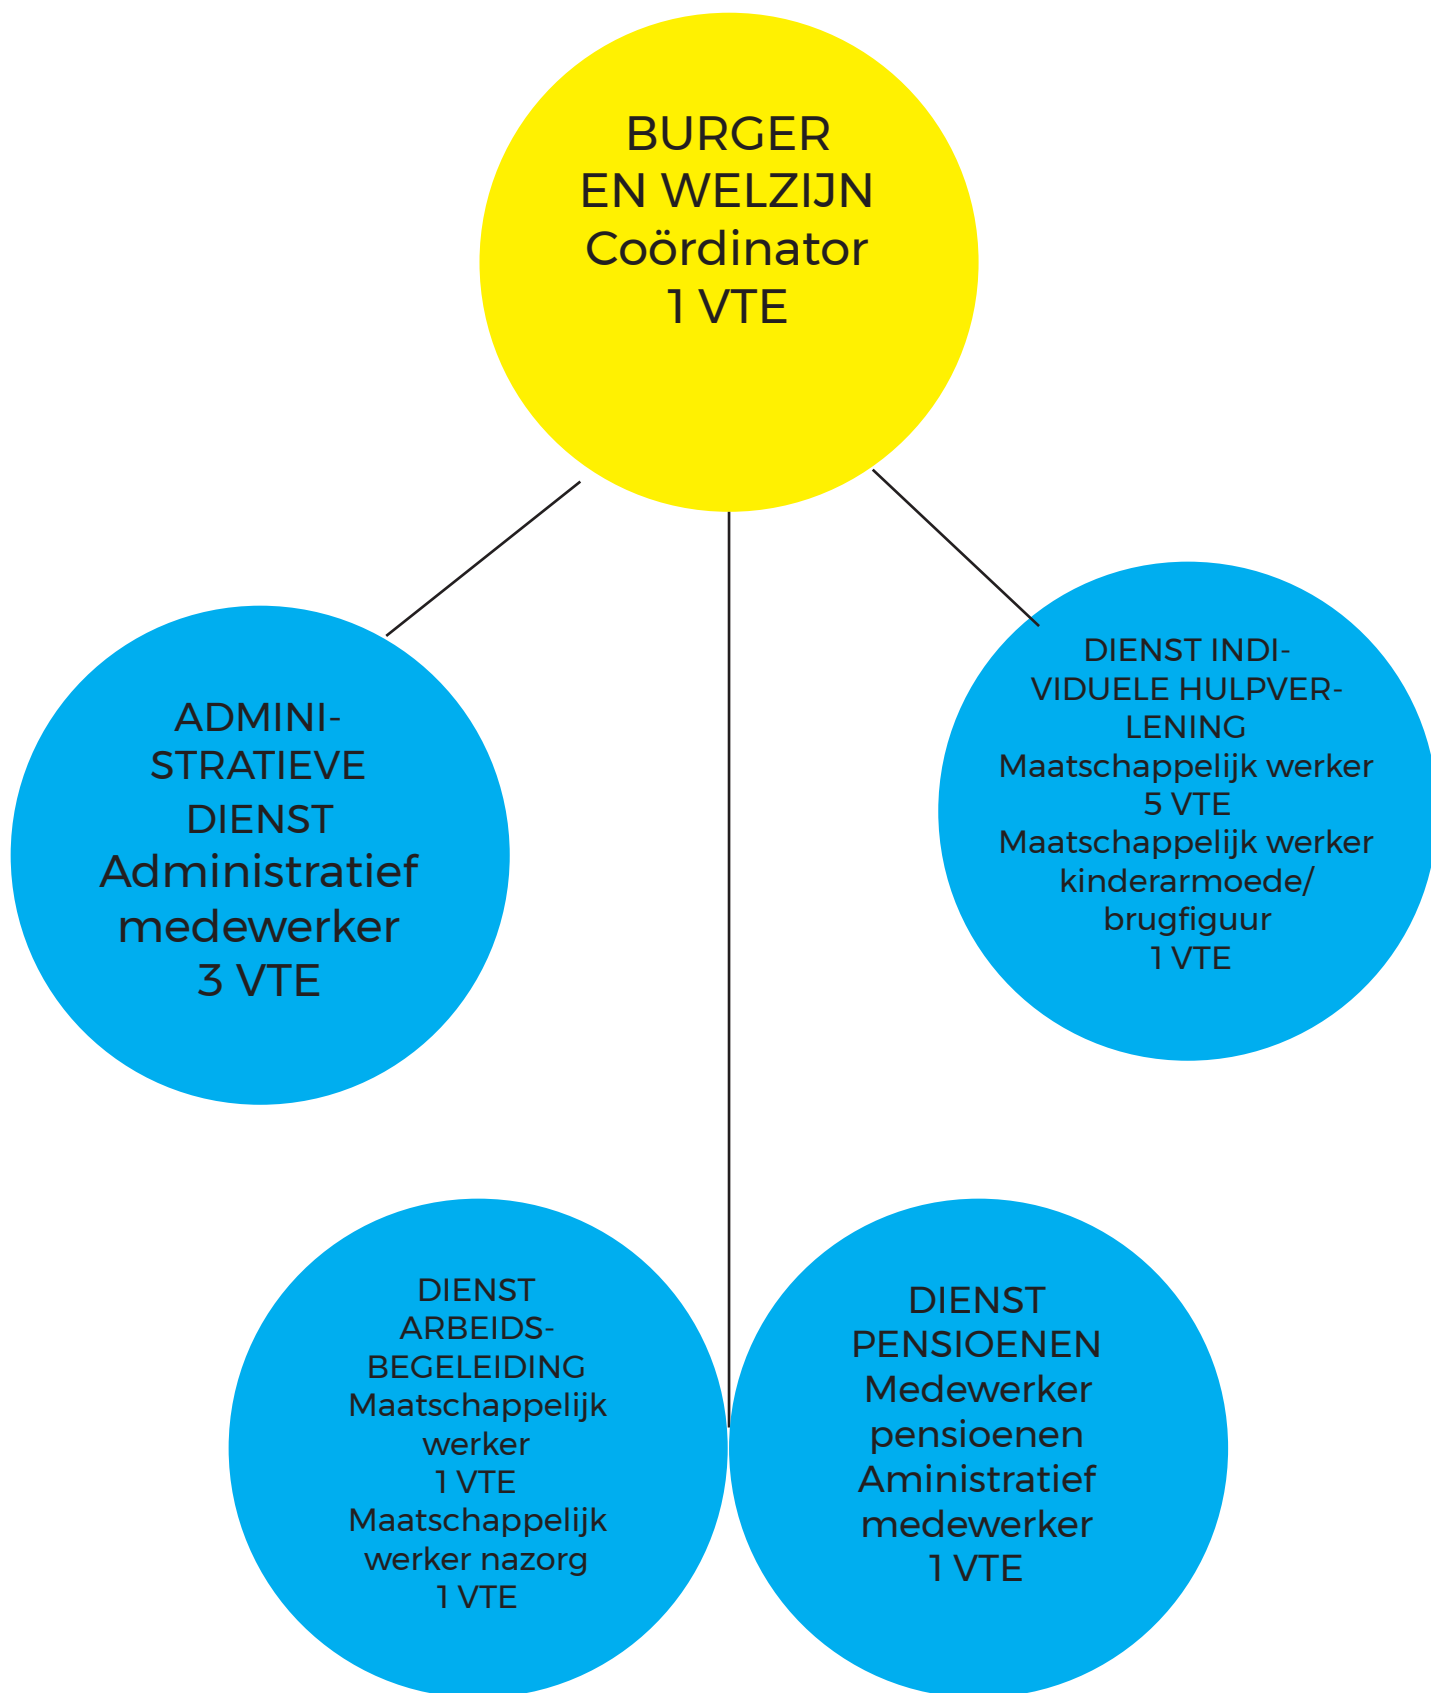 BURGER
EN WELZIJN
Coördinator
1 VTE
ADMINI-
STRATIEVE
DIENST
Administratief
medewerker
3 VTE
DIENST INDI-
VIDUELE HULPVER-
LENING
Maatschappelijk werker
5 VTE
Maatschappelijk werker
kinderarmoede/
brugfiguur
1 VTE
DIENST
ARBEIDS-
BEGELEIDING
Maatschappelijk
werker
1 VTE
Maatschappelijk
werker nazorg
1 VTE
DIENST
PENSIOENEN
Medewerker
pensioenen
Aministratief
medewerker
1 VTE